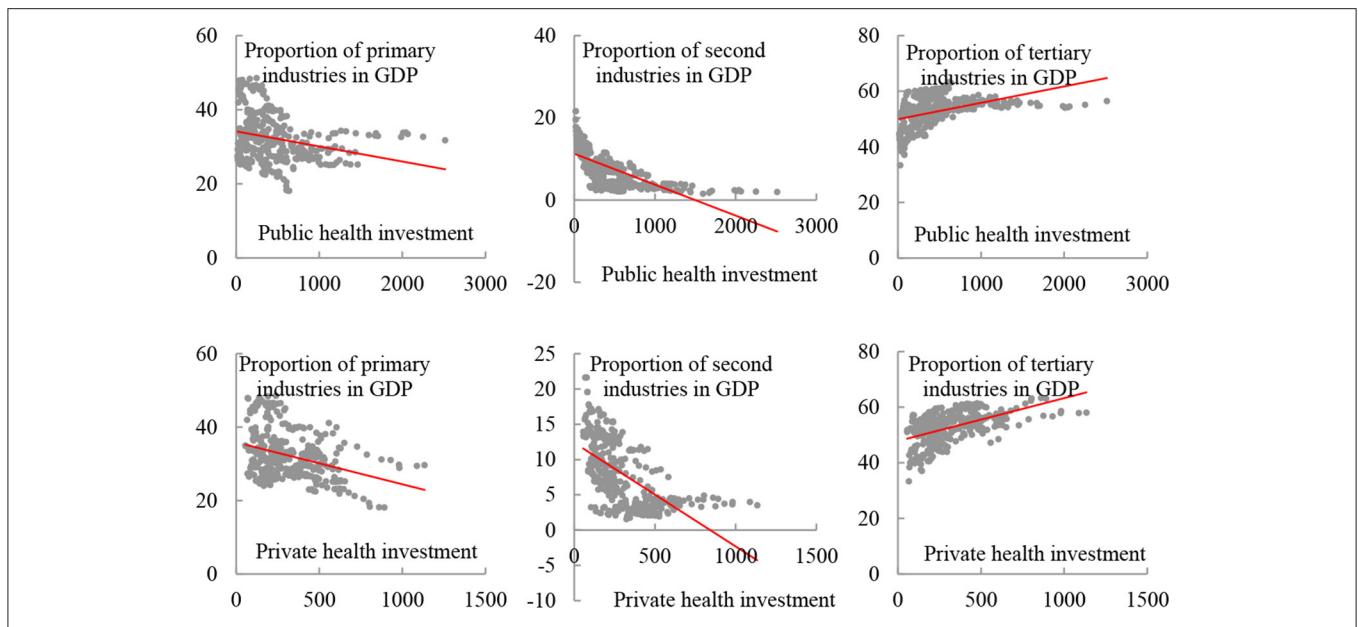 60
Proportion of primary
industries in GDP
40
20
Public health investment
0
0 1000 2000 3000
40
Proportion of second
industries in GDP
20
0
0 1000 2000 3000
Public health investment
-20
80
Proportion of tertiary
industries in GDP
60
40
20
Public health investment
0
0 1000 2000 3000
60
Proportion of primary
industries in GDP
40
20
Private health investment
0
0 500 1000 1500
25
Proportion of second
industries in GDP
20
15
10
5
0
0 500 1000 1500
-5
Private health investment
-10
80
Proportion of tertiary
industries in GDP
60
40
20
Private health investment
0
0 500 1000 1500